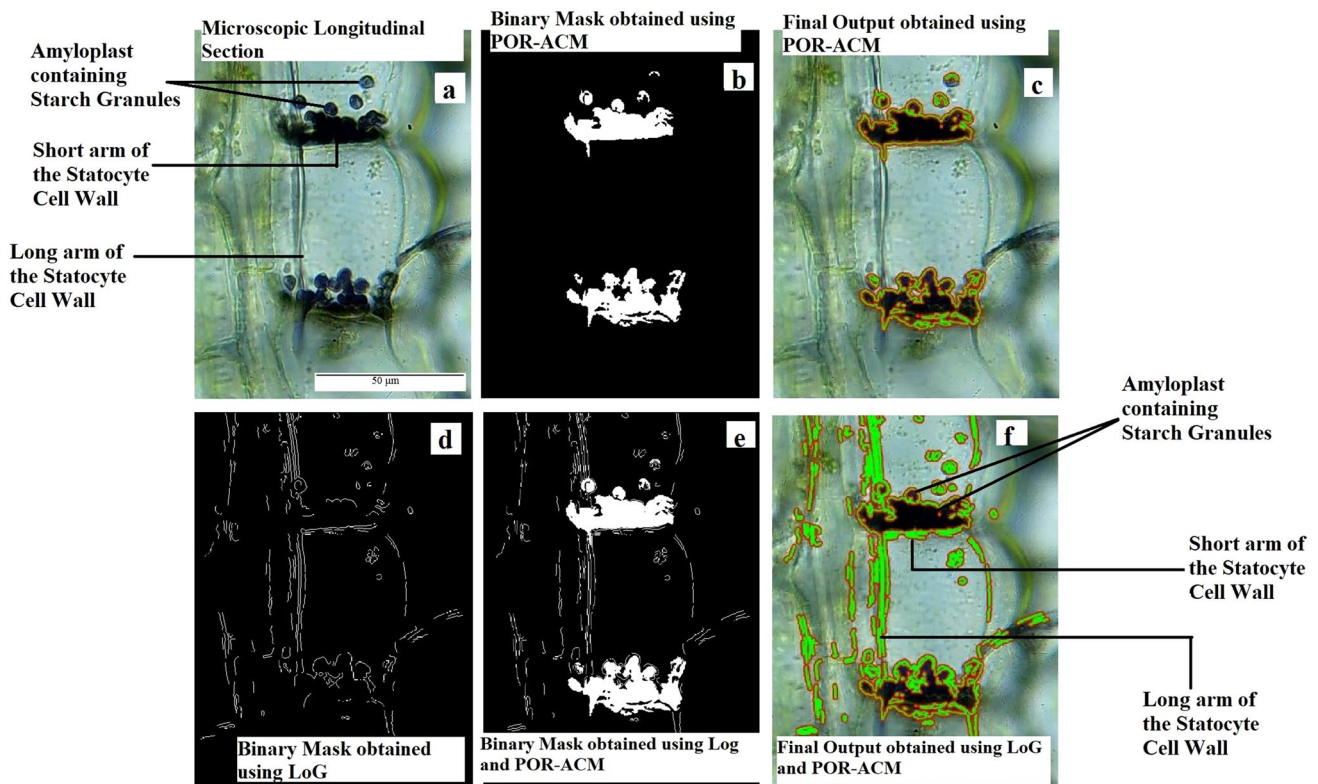 Microscopic Longitudinal
Section
Binary Mask obtained using
POR-ACM
Final Output obtained using
POR-ACM
Amyloplast
containing
Starch Granules
a
b
c
Short arm of
the Statocyte
Cell Wall
Long arm of
the Statocyte
Cell Wall
50 µm
Amyloplast
containing
Starch Granules
d
e
f
Short arm of
the Statocyte
Cell Wall
Long arm of
the Statocyte
Cell Wall
Binary Mask obtained
using LoG
Binary Mask obtained using Log
and POR-ACM
Final Output obtained using LoG
and POR-ACM